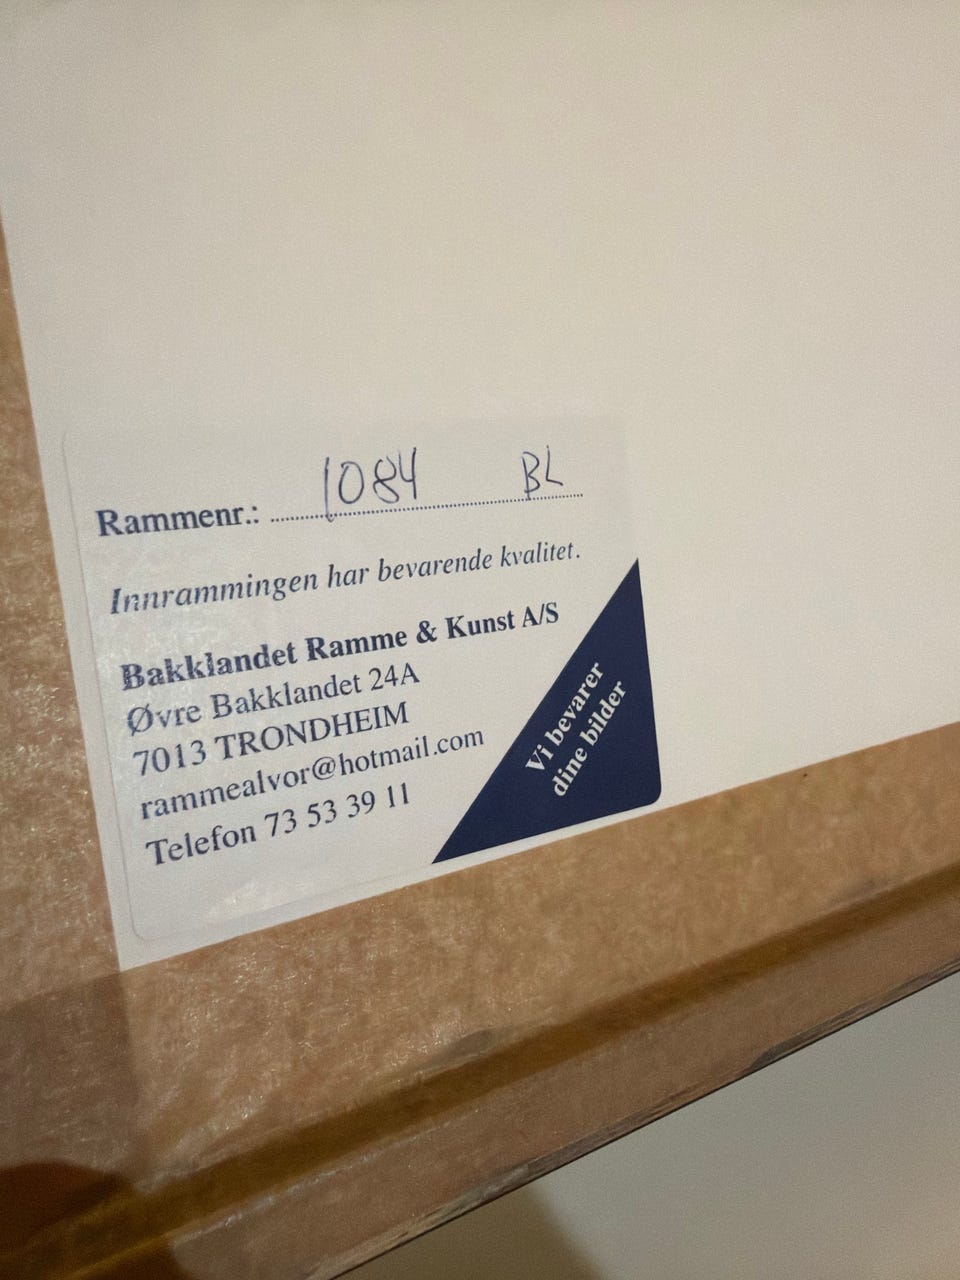 Rammenr.: 1084 BL
Innrammingen har bevarende kvalitet.
Bakklandet Ramme & Kunst A/S
Øvre Bakklandet 24A
7013 TRONDHEIM
rammealvor@hotmail.com
Telefon 73 53 39 11
Vi bevarer
dine bilder